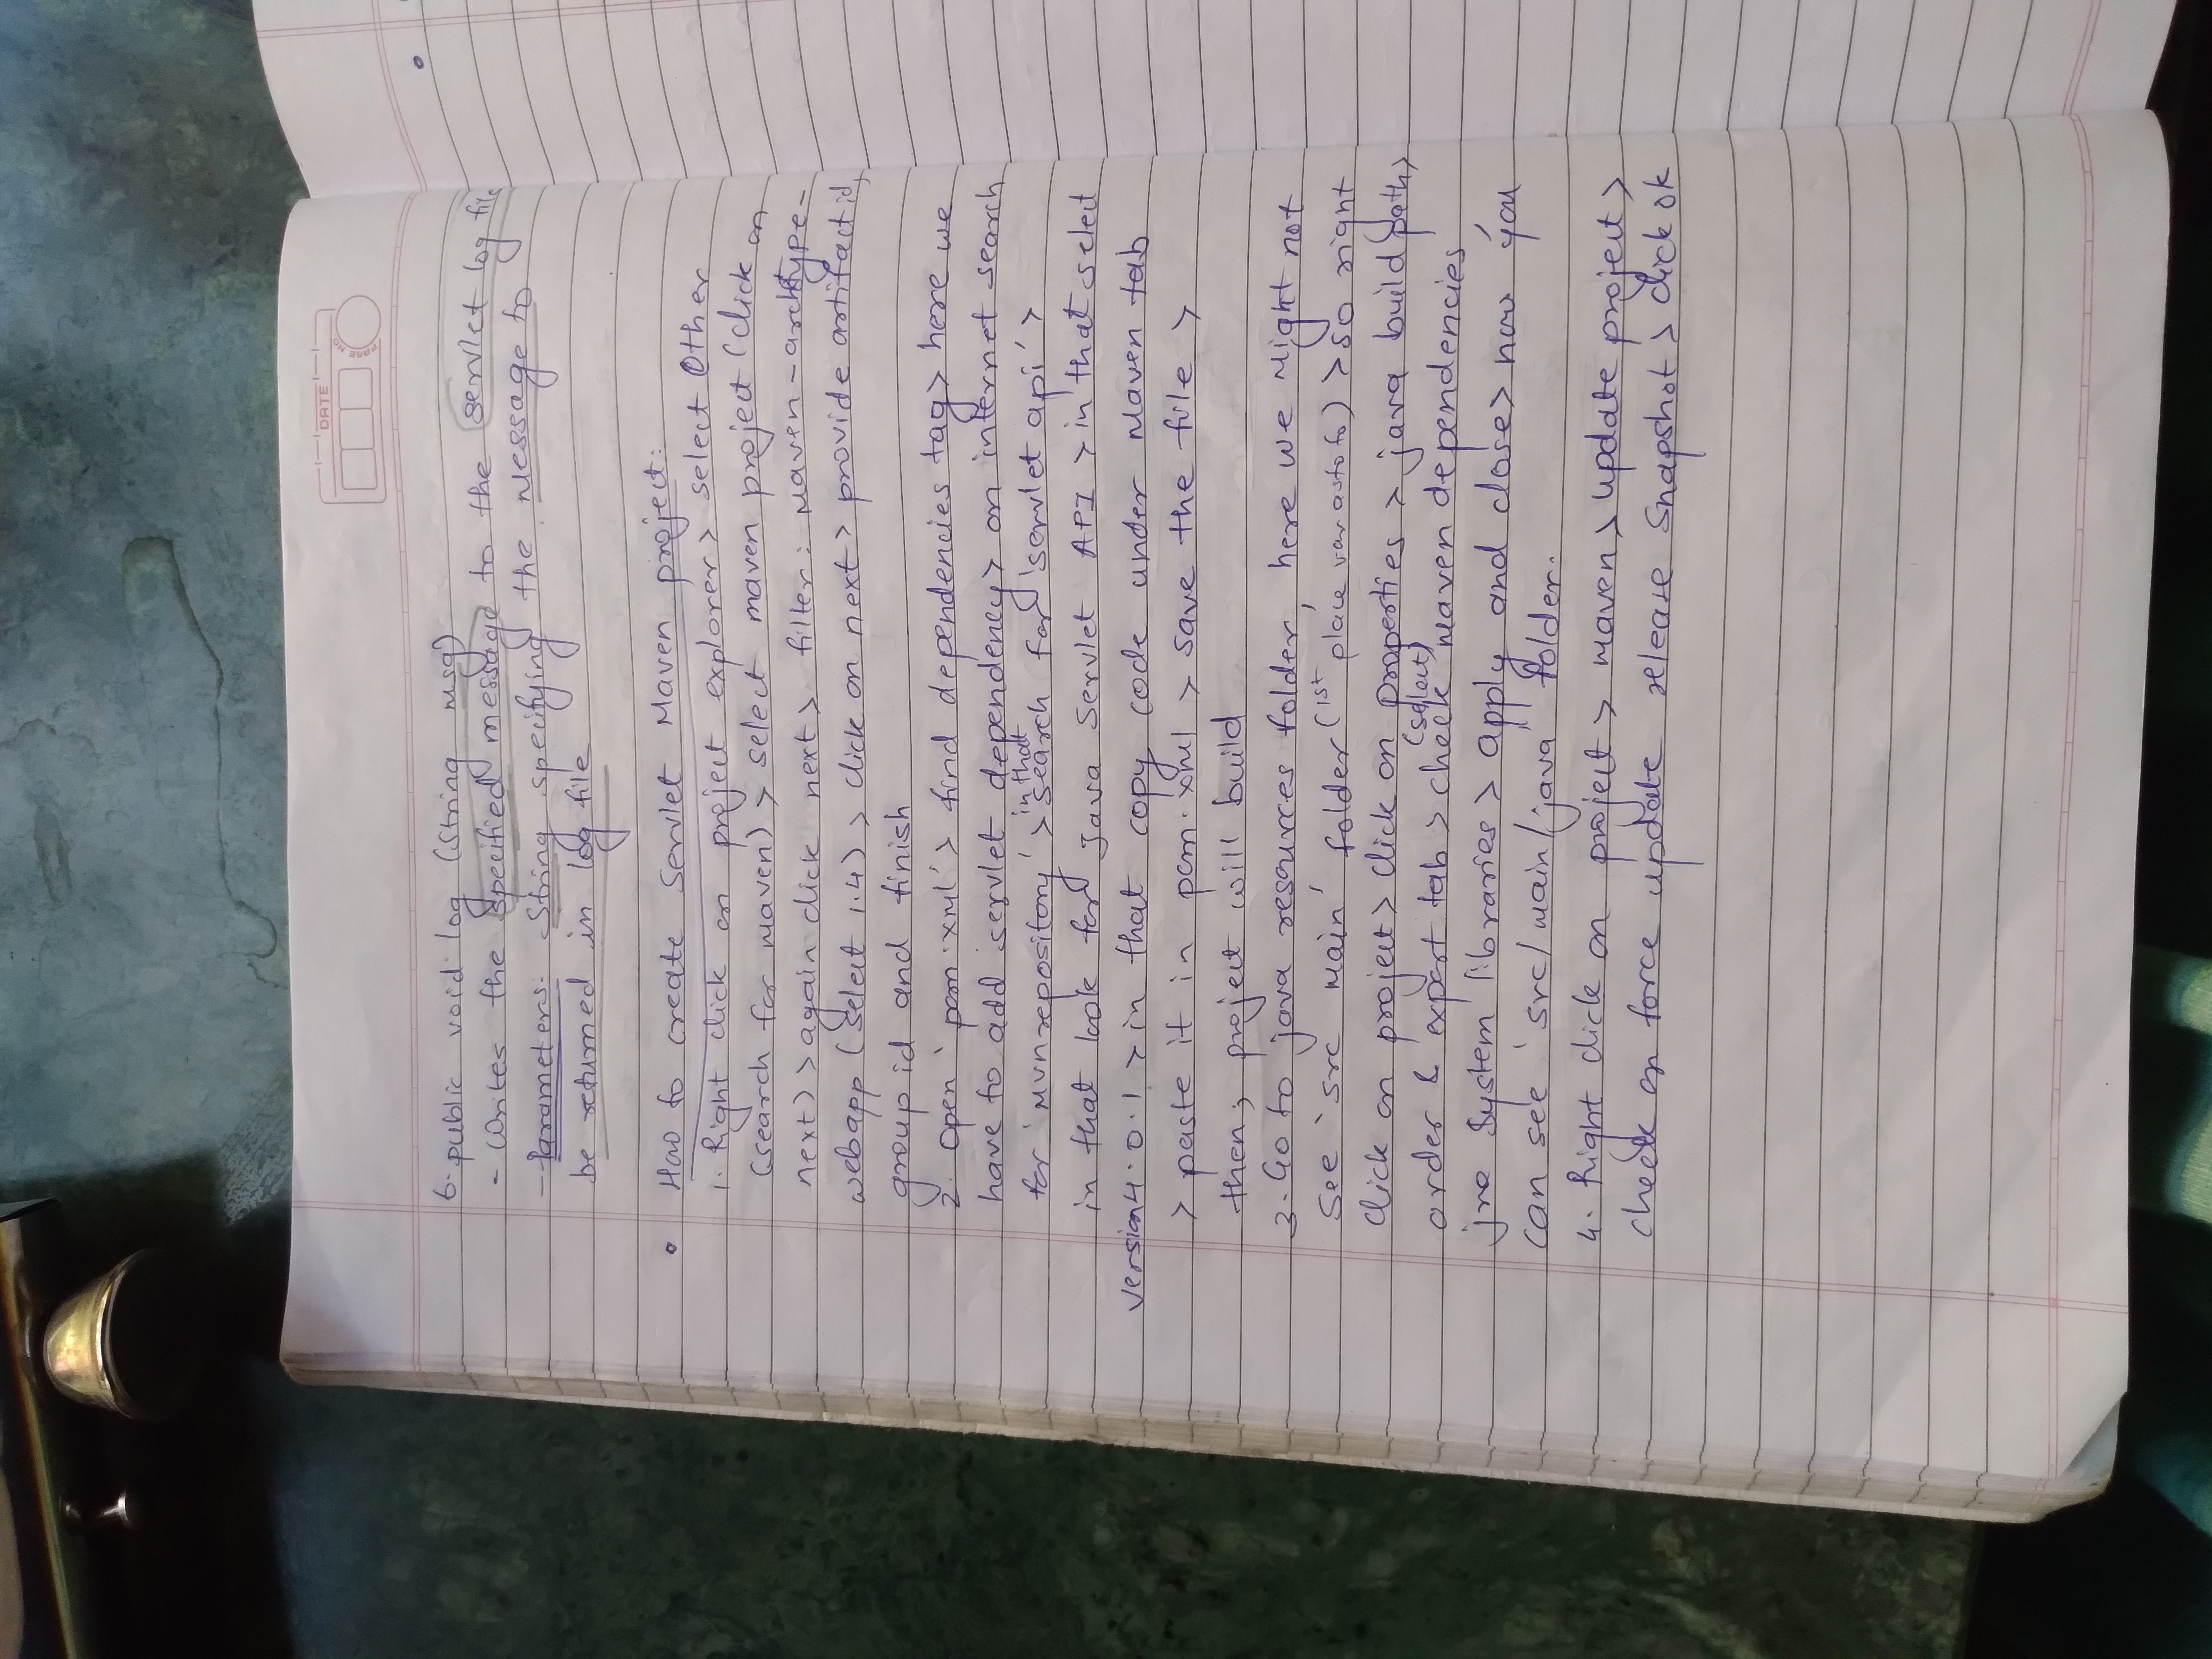 DATE
PAGE NO
6. public void log (String msg)
- Writes the specified message to the servlet log file
- Parameters: String specifying the message to
be returned in log file
• How to create Servlet Maven project:
1. Right click on project explorer > select Other
(search for maven) > select maven project (click on
next) > again click next > filter: maven-archtype-
webapp (select 1.4) > click on next > provide artifact id,
group id and finish
2. Open 'pom.xml' > find dependencies tag > here we
have to add servlet dependency > on internet search
in that
for 'mvnrepository' > search for 'servlet api' >
in that look for Java Servlet API > in that select
version 4.0.1 > in that copy code under Maven tab
> paste it in pom.xml > save the file >
then, project will build
3. Go to java resources folder, here we might not
see 'src main' folder (1st place) > so right
click on project > click on properties > java build path >
(select)
order & export tab > check maven dependencies
jre System libraries > apply and close > now you
can see 'src/main/java' folder.
4. Right click on project > maven > update project >
check on force update release Snapshot > click ok